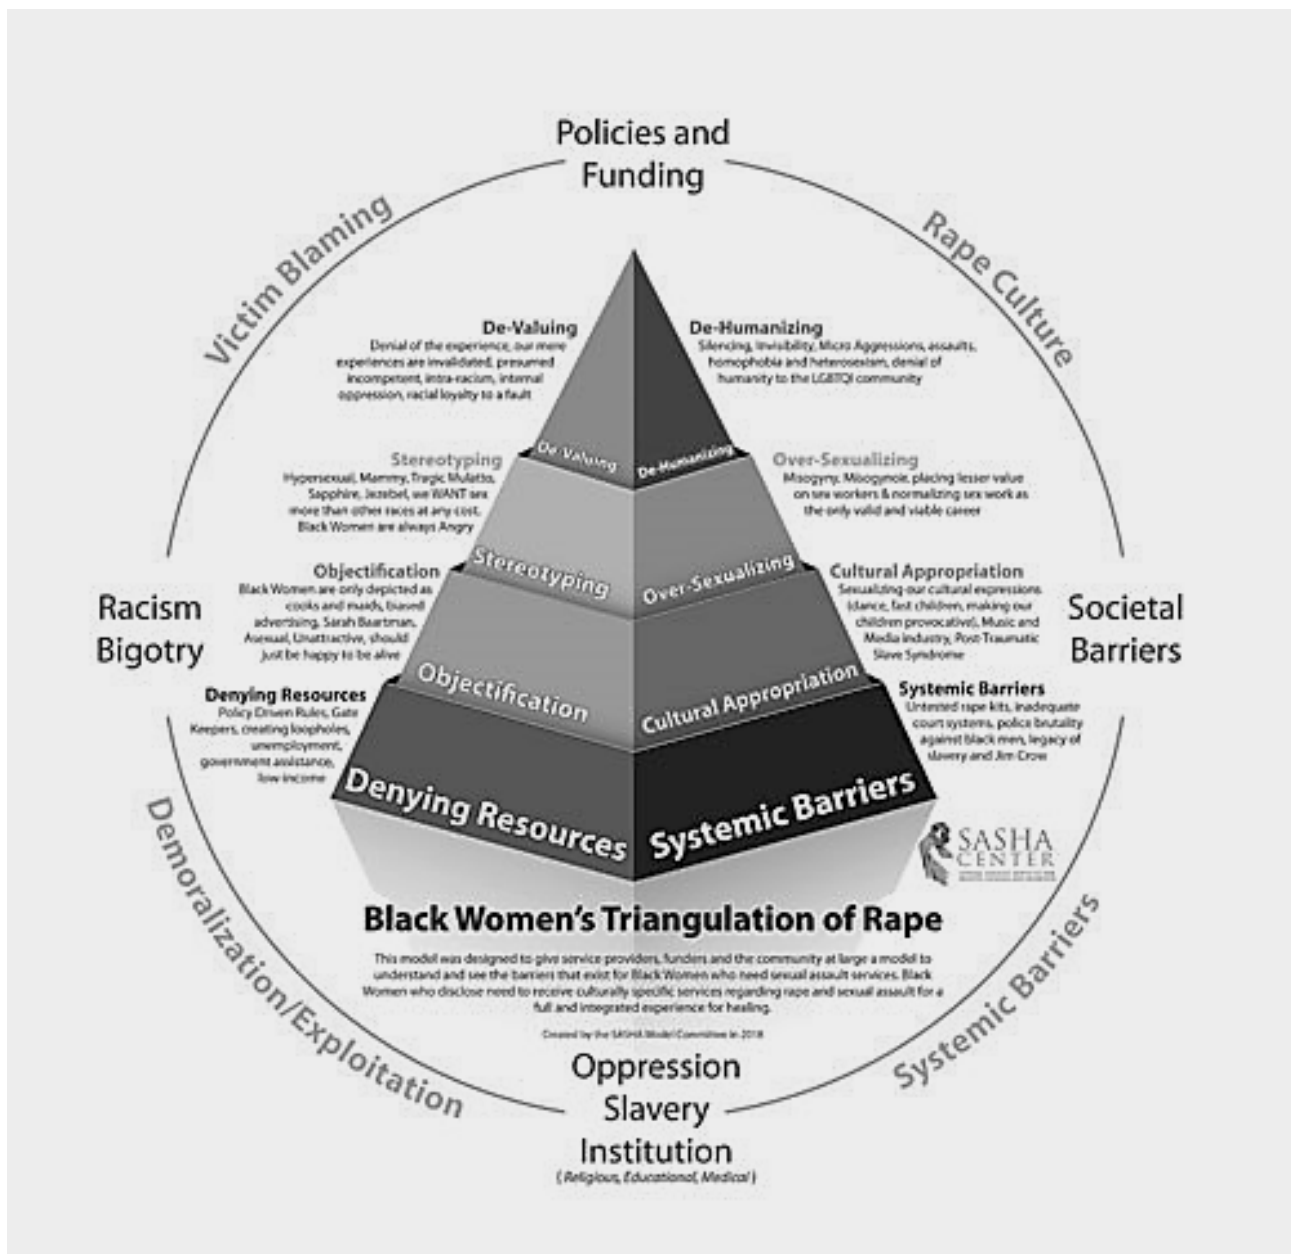 Policies and
Funding
Victim Blaming
Rape Culture
De-Valuing
Denial of the experience, our mere
experiences are invalidated, presumed
incompetent, intra-racism, internal
oppression, racial loyalty to a fault
De-Humanizing
Silencing, Invisibility, Micro Aggressions, assaults,
homophobia and heterosexism, denial of
humanity to the LGBTQI community
De-Valuing
De-Humanizing
Stereotyping
Hypersexual, Mammy, Tragic Mulatto,
Sapphire, Jezebel, we WANT sex
more than other races at any cost,
Black Women are always Angry
Over-Sexualizing
Misogyny, Misogynoir, placing lesser value
on sex workers & normalizing sex work as
the only valid and viable career
Stereotyping
Over-Sexualizing
Racism
Bigotry
Objectification
Black Women are only depicted as
cooks and maids, biased
advertising, Sarah Baartman,
Asexual, Unattractive, should
just be happy to be alive
Cultural Appropriation
Sexualizing our cultural expressions
(dance, fast children, making our
children provocative), Music and
Media industry, Post-Traumatic
Slave Syndrome
Societal
Barriers
Objectification
Cultural Appropriation
Denying Resources
Policy Driven Rules, Gate
Keepers, creating loopholes,
unemployment,
government assistance,
low income
Systemic Barriers
Untested rape kits, inadequate
court systems, police brutality
against black men, legacy of
slavery and Jim Crow
Denying Resources
Systemic Barriers
SASHA
CENTER
Demoralization/Exploitation
Systemic Barriers
Black Women's Triangulation of Rape
This model was designed to give service providers, funders and the community at large a model to
understand and see the barriers that exist for Black Women who need sexual assault services. Black
Women who disclose need to receive culturally specific services regarding rape and sexual assault for a
full and integrated experience for healing.
Created by the SASHA Model Committee in 2018
Oppression
Slavery
Institution
( Religious, Educational, Medical )